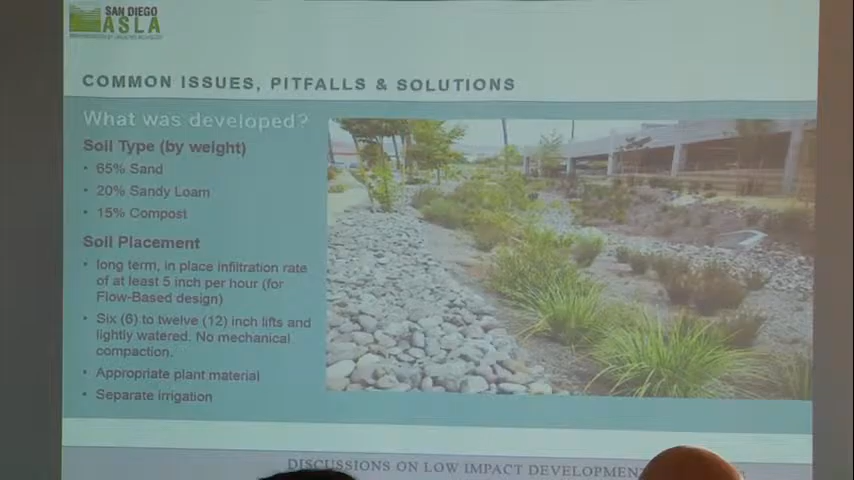 SAN DIEGO
ASLA
COMMON ISSUES, PITFALLS & SOLUTIONS
What was developed?
Soil Type (by weight)
• 65% Sand
• 20% Sandy Loam
• 15% Compost
Soil Placement
• long term, in place infiltration rate
of at least 5 inch per hour (for
Flow-Based design)
• Six (6) to twelve (12) inch lifts and
lightly watered. No mechanical
compaction.
• Appropriate plant material
• Separate irrigation
DISCUSSIONS ON LOW IMPACT DEVELOPMENT